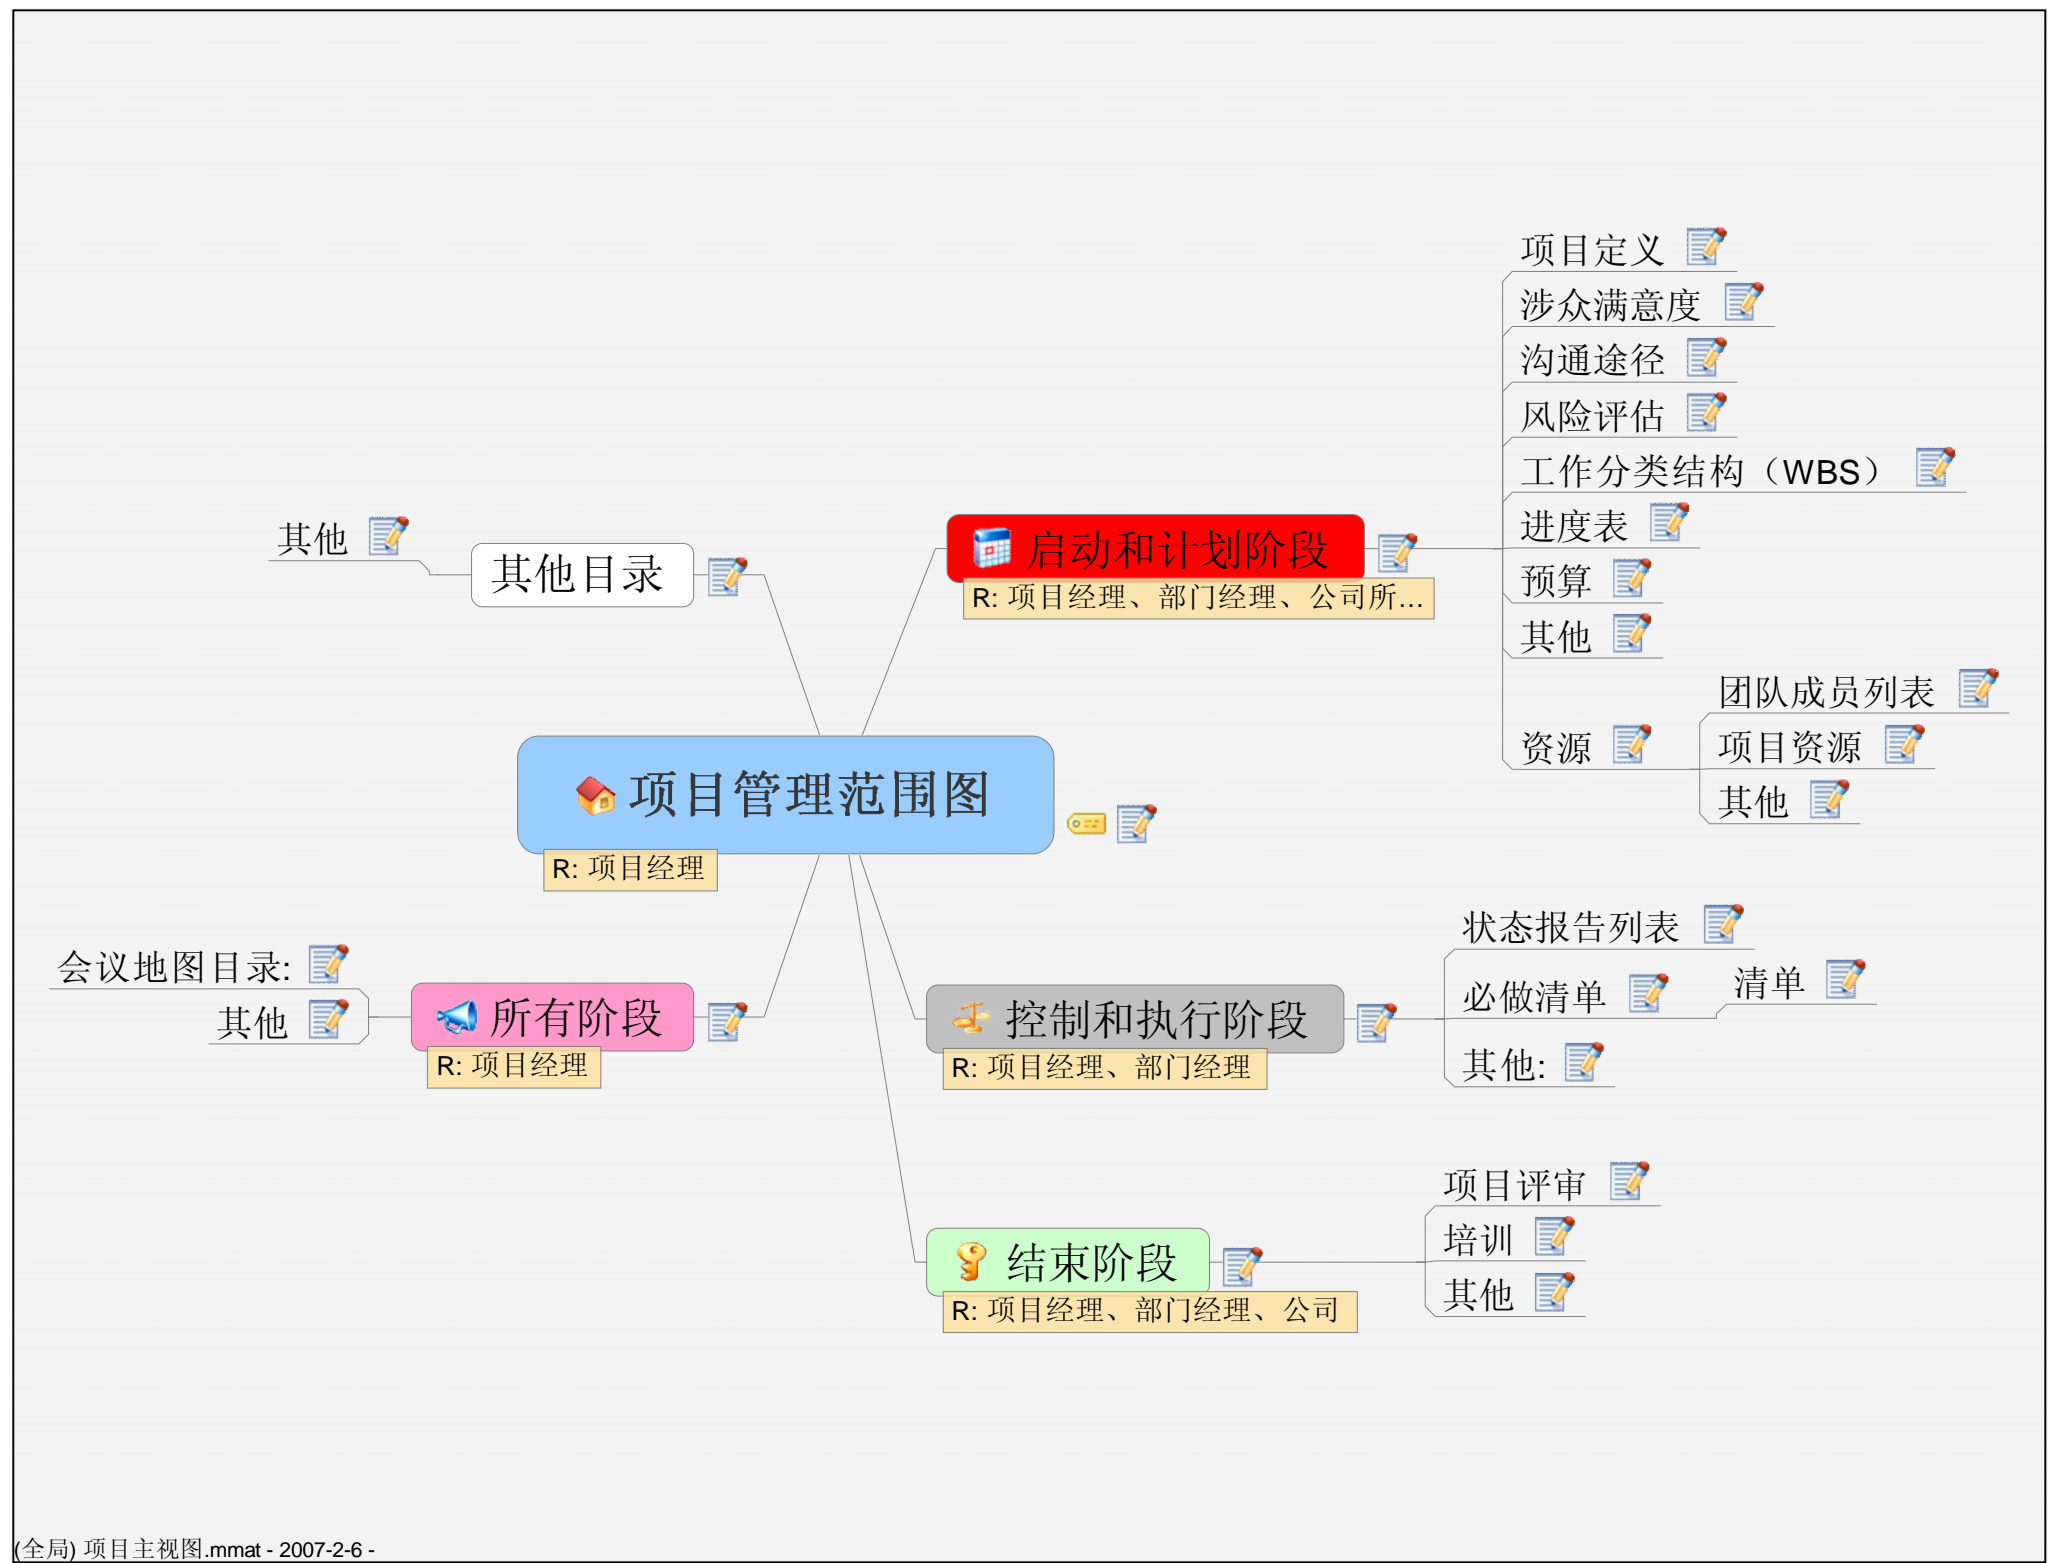 项目管理范围图
R: 项目经理
启动和计划阶段
R: 项目经理、部门经理、公司所...
项目定义
涉众满意度
沟通途径
风险评估
工作分类结构（WBS）
进度表
预算
其他
资源
团队成员列表
项目资源
其他
控制和执行阶段
R: 项目经理、部门经理
状态报告列表
必做清单
清单
其他:
结束阶段
R: 项目经理、部门经理、公司
项目评审
培训
其他
所有阶段
R: 项目经理
会议地图目录:
其他
其他目录
其他
(全局) 项目主视图.mmat - 2007-2-6 -